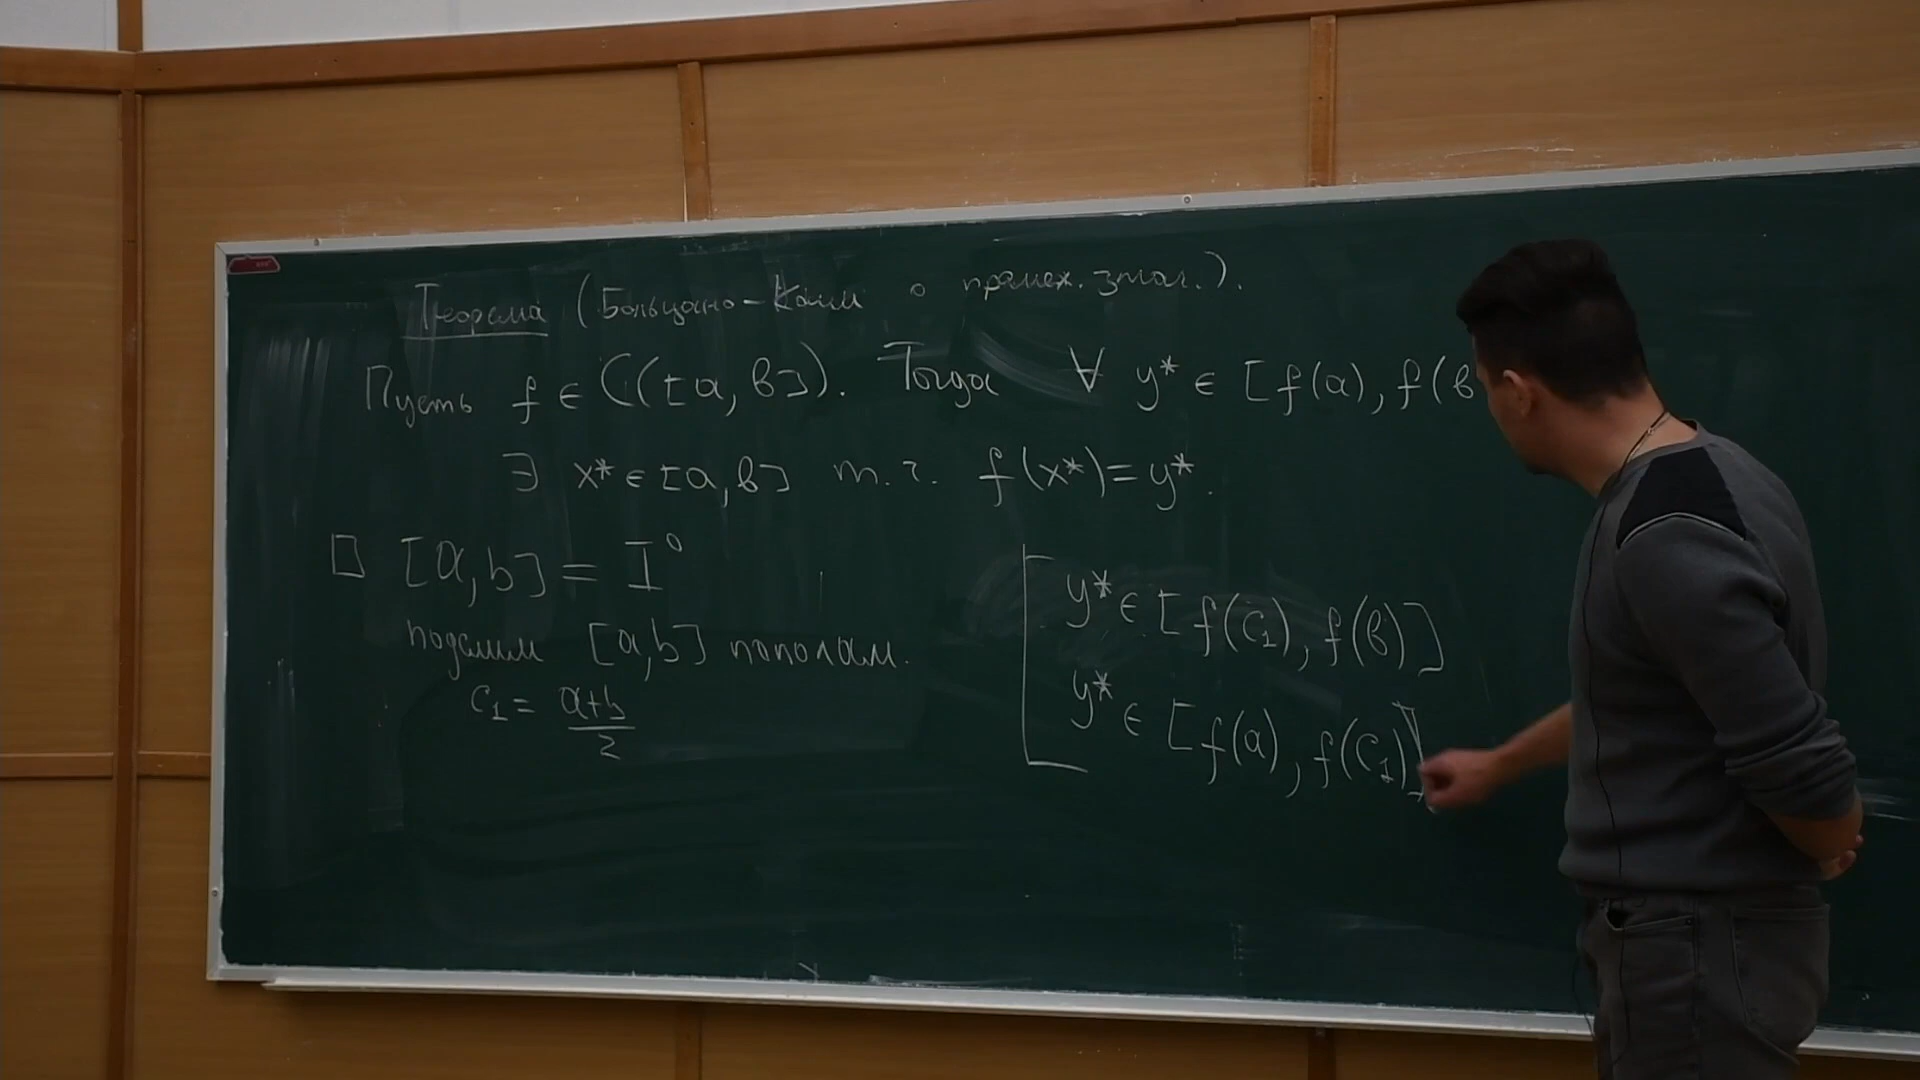 Теорема (Больцано-Коши о промеж. знач.).
Пусть f ∈ C([a, b]). Тогда ∀ y* ∈ [f(a), f(b
∃ x* ∈ [a, b] т.ч. f(x*) = y*.
□ [a, b] = I⁰
поделим [a, b] пополам.
c₁ = (a+b)/2
y* ∈ [f(c₁), f(b)]
y* ∈ [f(a), f(c₁)]